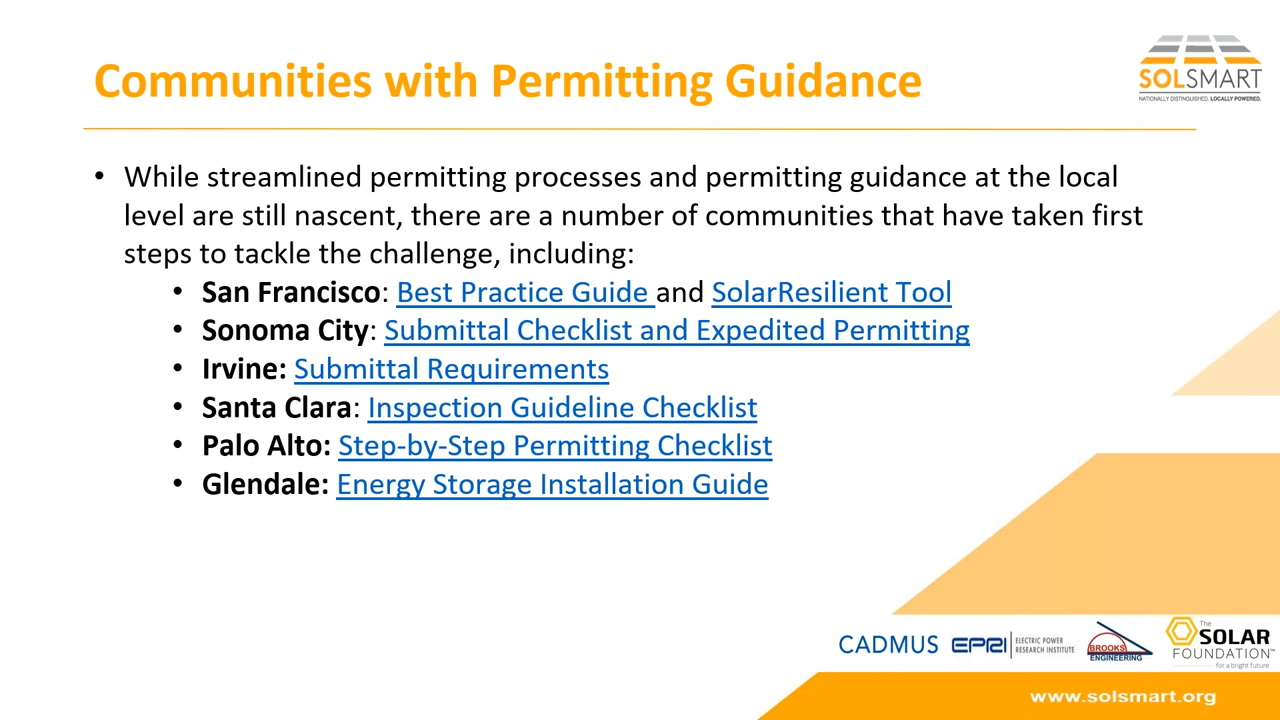 Communities with Permitting Guidance
SOLSMART
NATIONALLY DISTINGUISHED. LOCALLY POWERED.
• While streamlined permitting processes and permitting guidance at the local
level are still nascent, there are a number of communities that have taken first
steps to tackle the challenge, including:
• San Francisco: Best Practice Guide and SolarResilient Tool
• Sonoma City: Submittal Checklist and Expedited Permitting
• Irvine: Submittal Requirements
• Santa Clara: Inspection Guideline Checklist
• Palo Alto: Step-by-Step Permitting Checklist
• Glendale: Energy Storage Installation Guide
CADMUS
EPRI
ELECTRIC POWER
RESEARCH INSTITUTE
BROOKS
ENGINEERING
The
SOLAR
FOUNDATION™
for a bright future
www.solsmart.org